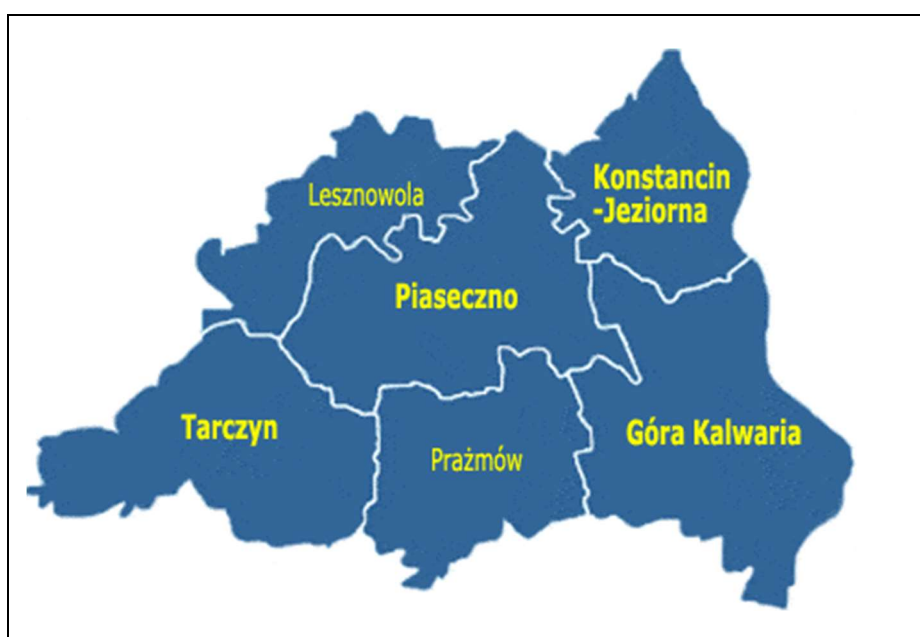 Lesznowola
Konstancin
-Jeziorna
Piaseczno
Tarczyn
Prażmów
Góra Kalwaria